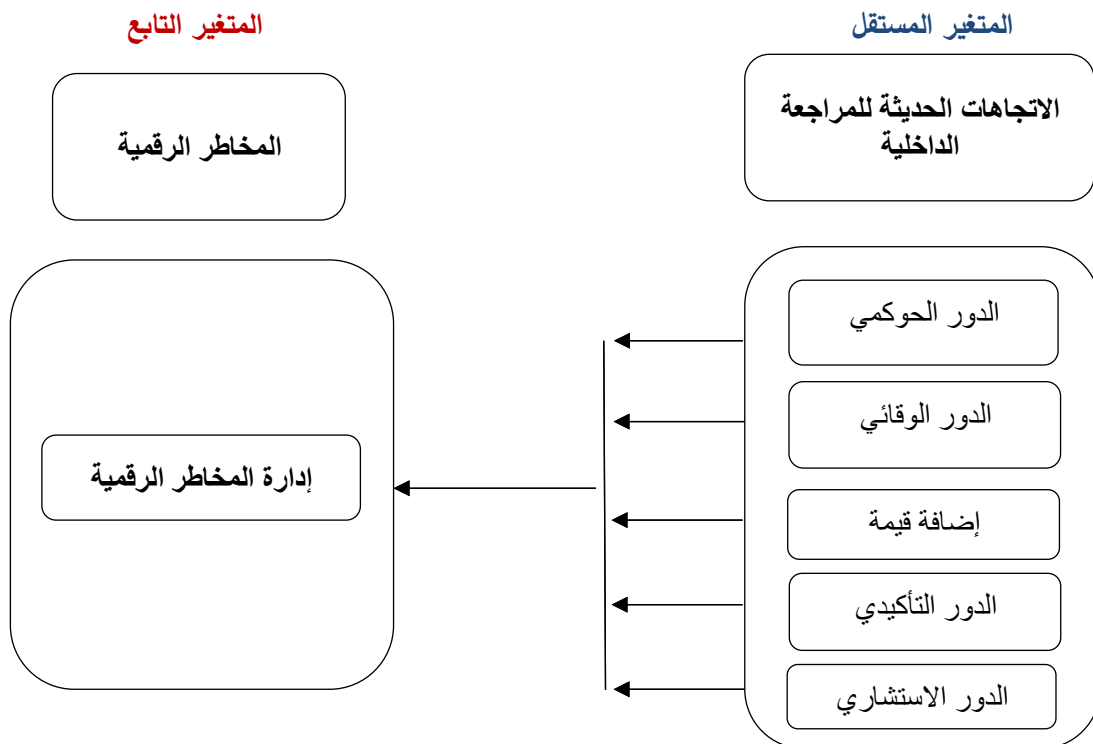 المتغير المستقل
المتغير التابع
الاتجاهات الحديثة للمراجعة
الداخلية
المخاطر الرقمية
الدور الحوكمي
الدور الوقائي
إضافة قيمة
الدور التأكيدي
الدور الاستشاري
إدارة المخاطر الرقمية